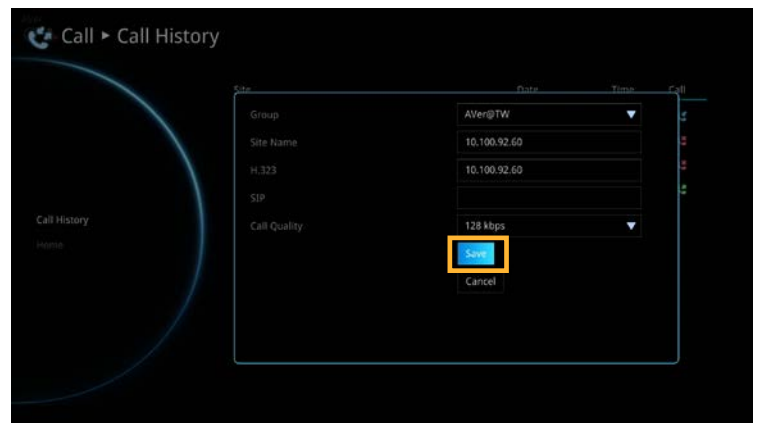 AVer
Call ▸ Call History
Site Date Time Call
Group AVer@TW
Site Name 10.100.92.60
H.323 10.100.92.60
SIP
Call Quality 128 kbps
Save
Cancel
Call History
Home